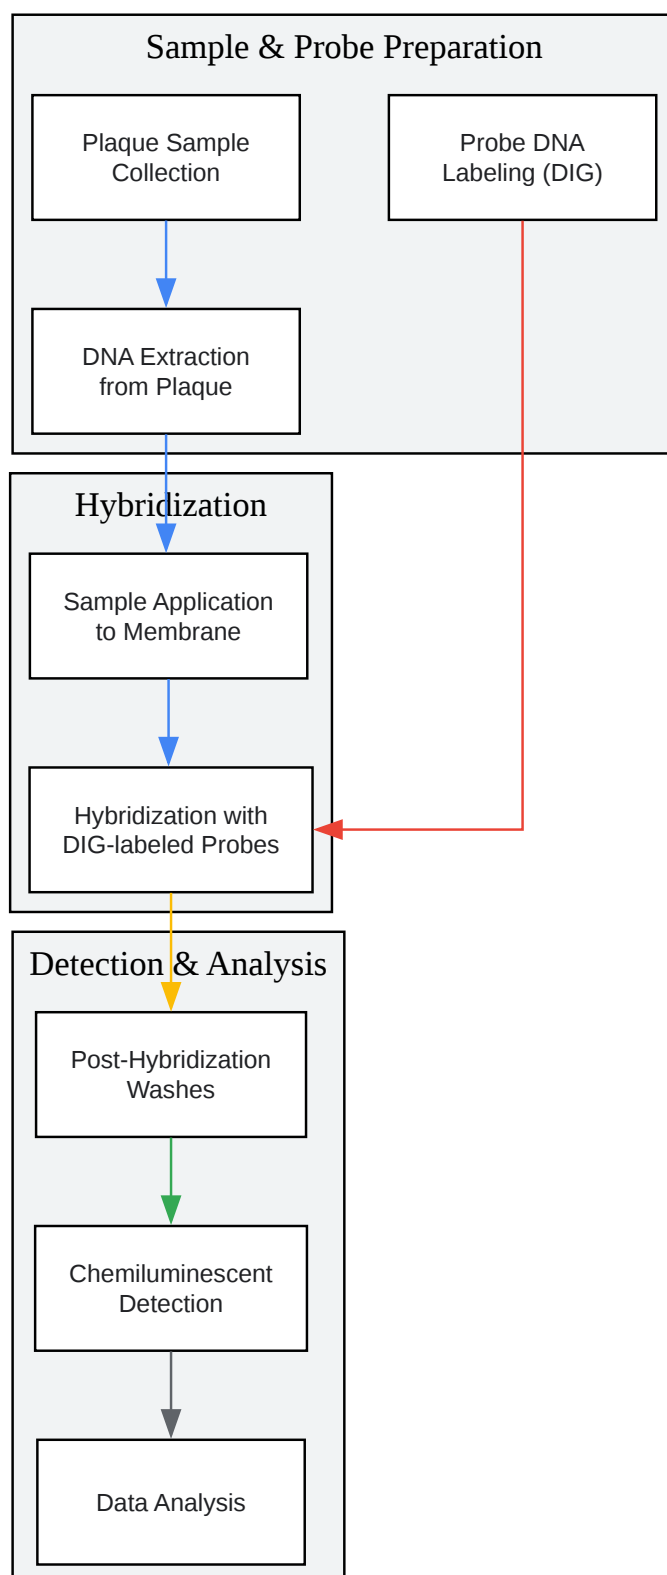 Sample & Probe Preparation
Plaque Sample
Collection
Probe DNA
Labeling (DIG)
DNA Extraction
from Plaque
Hybridization
Sample Application
to Membrane
Hybridization with
DIG-labeled Probes
Detection & Analysis
Post-Hybridization
Washes
Chemiluminescent
Detection
Data Analysis